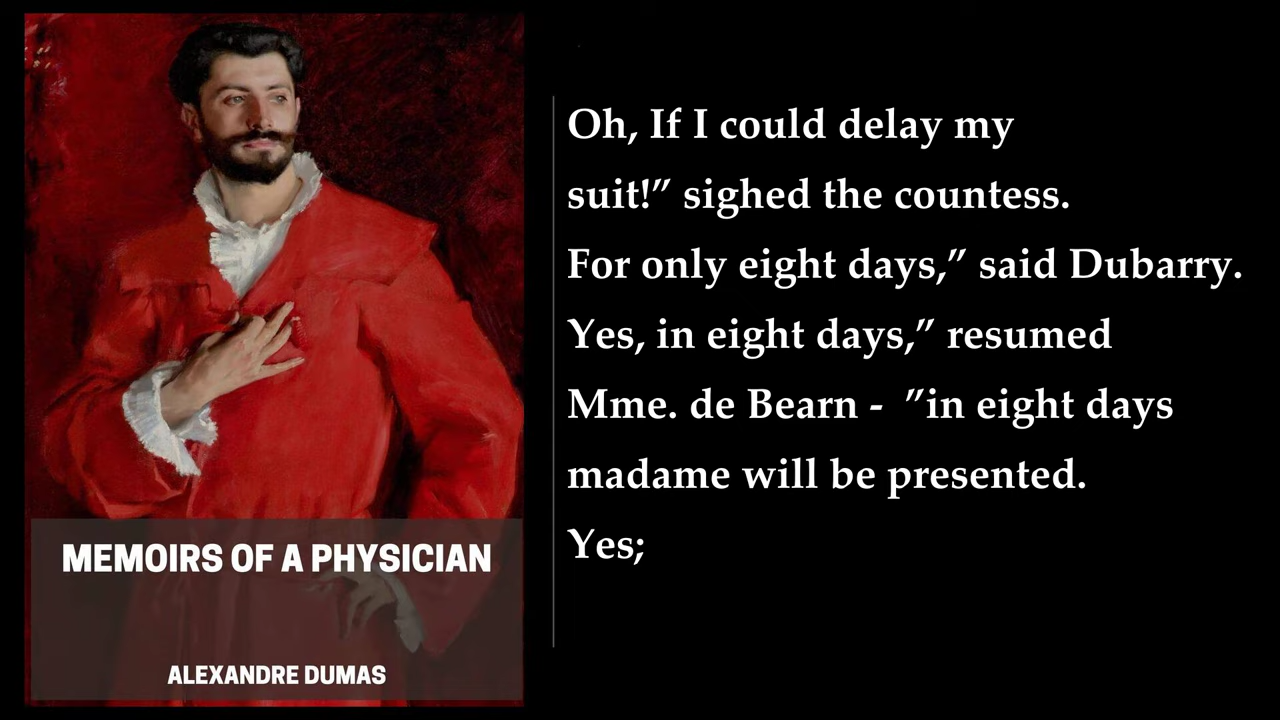 MEMOIRS OF A PHYSICIAN
ALEXANDRE DUMAS
Oh, If I could delay my
suit!” sighed the countess.
For only eight days,” said Dubarry.
Yes, in eight days,” resumed
Mme. de Bearn - ”in eight days
madame will be presented.
Yes;